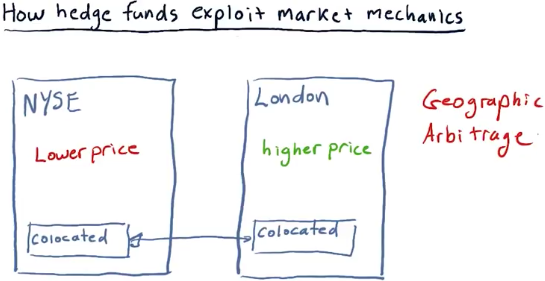 How hedge funds exploit market mechanics
NYSE
London
Geographic
Arbitrage
Lower price
higher price
Colocated
Colocated